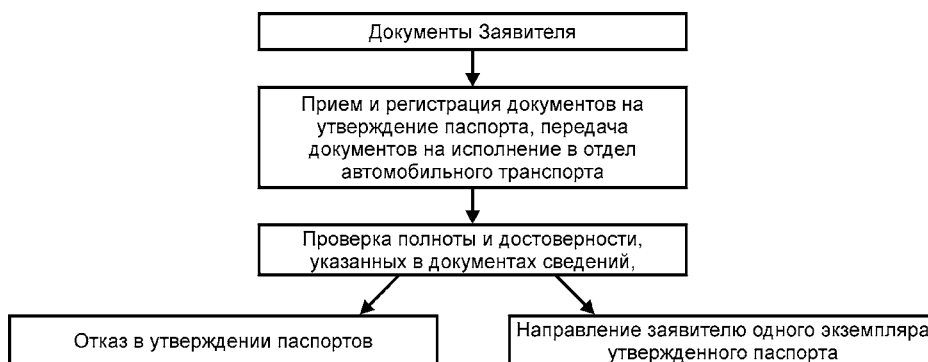 Документы Заявителя
Прием и регистрация документов на
утверждение паспорта, передача
документов на исполнение в отдел
автомобильного транспорта
Проверка полноты и достоверности,
указанных в документах сведений,
Отказ в утверждении паспортов
Направление заявителю одного экземпляра
утвержденного паспорта